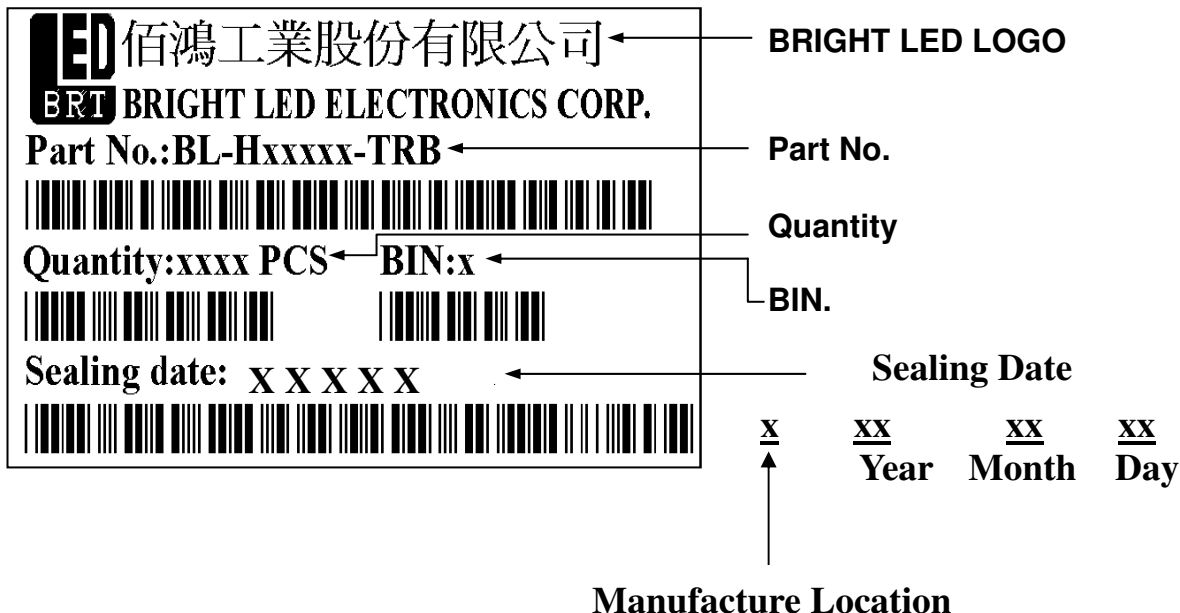 LED 佰鴻工業股份有限公司 BRIGHT LED LOGO
BRT BRIGHT LED ELECTRONICS CORP.
Part No.:BL-Hxxxxx-TRB Part No.
Quantity
Quantity:xxxx PCS BIN:x
BIN.
Sealing date: X X X X X Sealing Date
x xx xx xx
Year Month Day
Manufacture Location